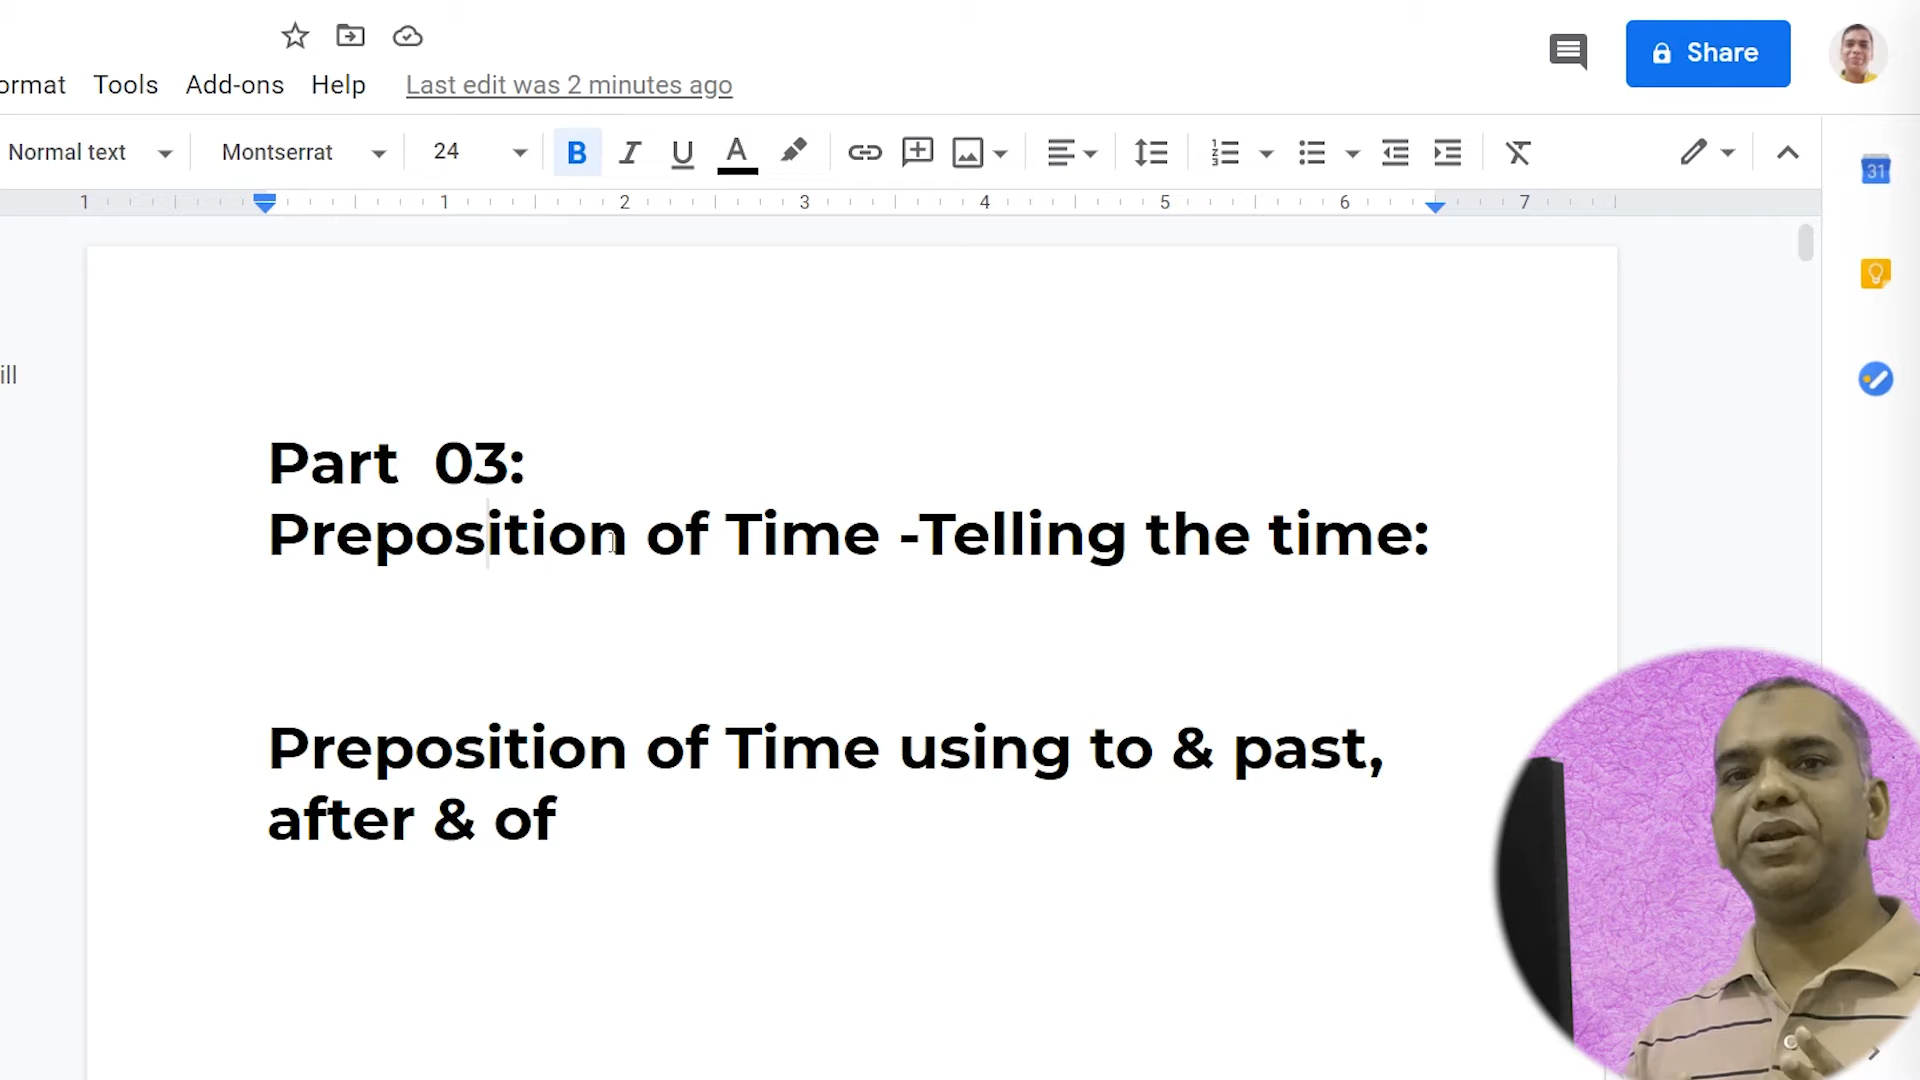 Share
ormat Tools Add-ons Help Last edit was 2 minutes ago
Normal text Montserrat 24 B I U A
1 1 2 3 4 5 6 7
31
ill
Part 03:
Preposition of Time -Telling the time:
Preposition of Time using to & past,
after & of